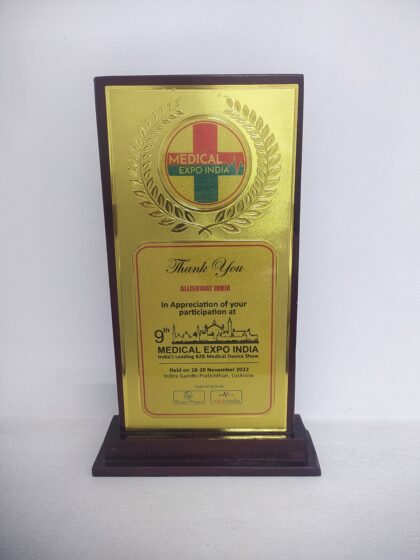 MEDICAL
EXPO INDIA
Thank You
ALLIEDWAY INDIA
In Appreciation of your
participation at
9th
MEDICAL EXPO INDIA
India's Leading B2B Medical Device Show
Held on 18-20 November 2022
Indira Gandhi Pratishthan, Lucknow
Organizing Body